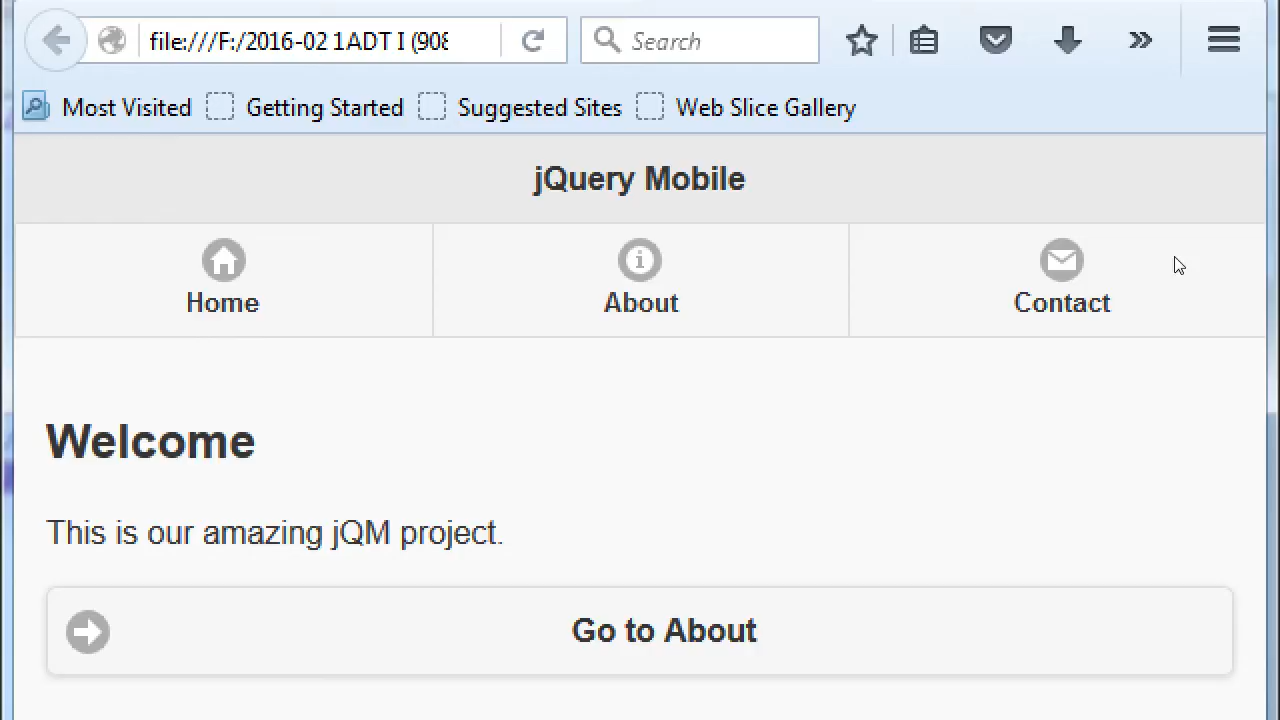 file:///F:/2016-02 1ADT I (908
Search
Most Visited Getting Started Suggested Sites Web Slice Gallery
jQuery Mobile
Home About Contact
Welcome
This is our amazing jQM project.
Go to About